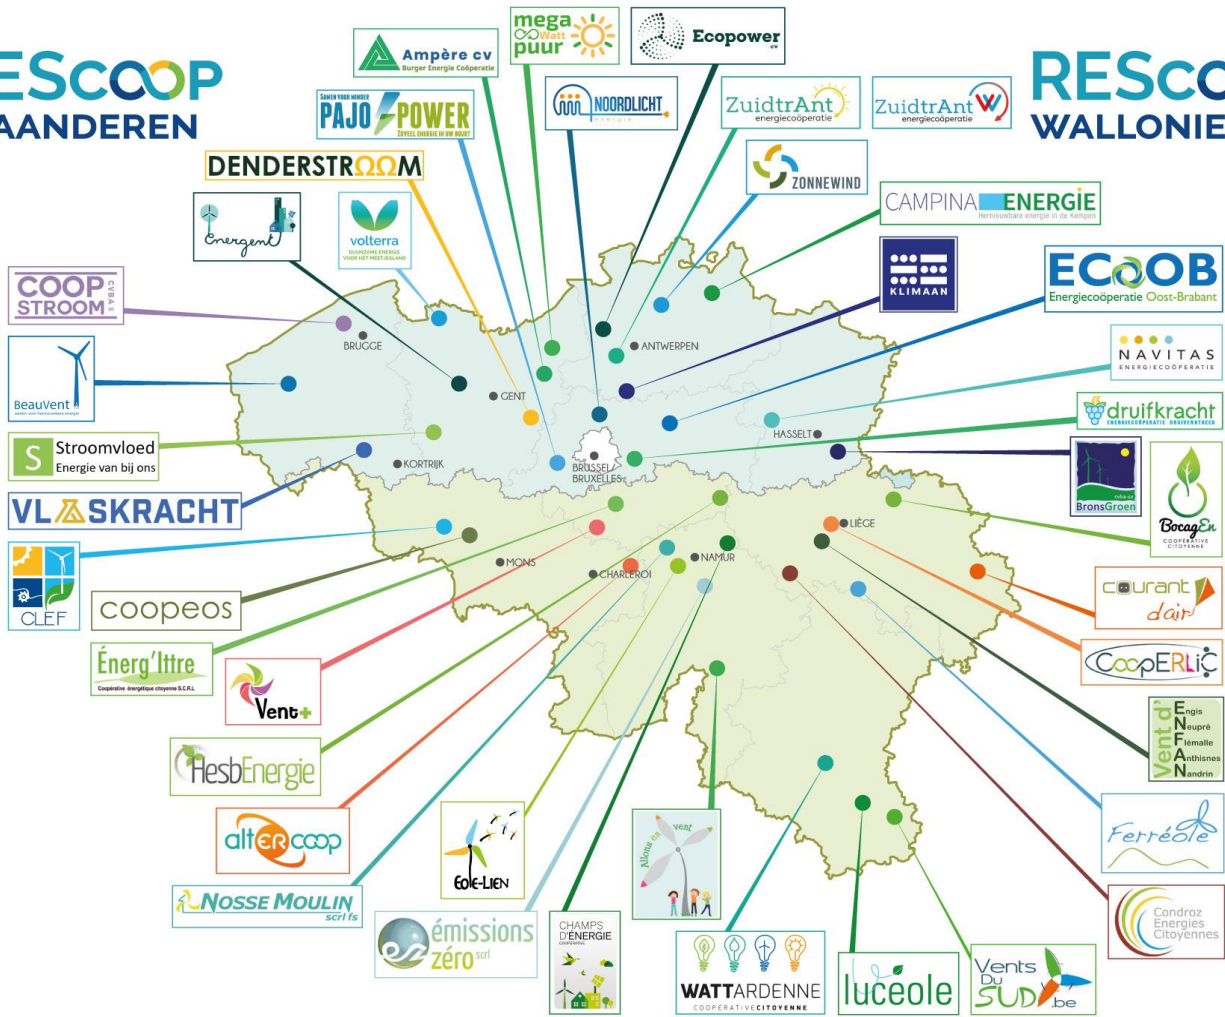 EScoop
AANDEREN
Ampère cv
Burger Energie Coöperatie
mega
Watt
puur
Ecopower
cv
REScO
WALLONIE
SAMEN VOOR MINDER
PAJOPOWER
ZOVEEL ENERGIE IN UW BUURT
NOORDLICHT
energie
ZuidtrAnt
energiecoöperatie
ZuidtrAnt W
energiecoöperatie
DENDERSTROOM
ZONNEWIND
CAMPINA ENERGIE
Hernieuwbare energie in de Kempen
Energent
volterra
DUURZAME ENERGIE
VOOR HET MEETJESLAND
KLIMAAN
ECOOB
Energiecoöperatie Oost-Brabant
COOP
STROOM
CVBA
BRUGGE
ANTWERPEN
NAVITAS
ENERGIECOÖPERATIE
BeauVent
GENT
druifkracht
ENERGIECOÖPERATIE DRUIVENSTREEK
HASSELT
S
Stroomvloed
Energie van bij ons
KORTRIJK
BRUSSEL/
BRUXELLES
cvba-so
BronsGroen
BocagEn
COOPÉRATIVE
CITOYENNE
VLASKRACHT
LIÈGE
CLEF
MONS
NAMUR
CHARLEROI
courant
d'air
coopeos
CoopERLiC
Énerg'Ittre
Coopérative énergétique citoyenne S.C.R.L
Vent+
Vent d'
Engis
Neupré
Flémalle
Anthisnes
Nandrin
HesbEnergie
altERcoop
Eole-Lien
Allons en vent
Ferréole
NOSSE MOULIN
scrl fs
émissions
zéro scrl
CHAMPS
D'ÉNERGIE
COOPÉRATIVE
WATTARDENNE
COOPÉRATIVECITOYENNE
lucéole
Vents
Du
SUD.be
Condroz
Energies
Citoyennes